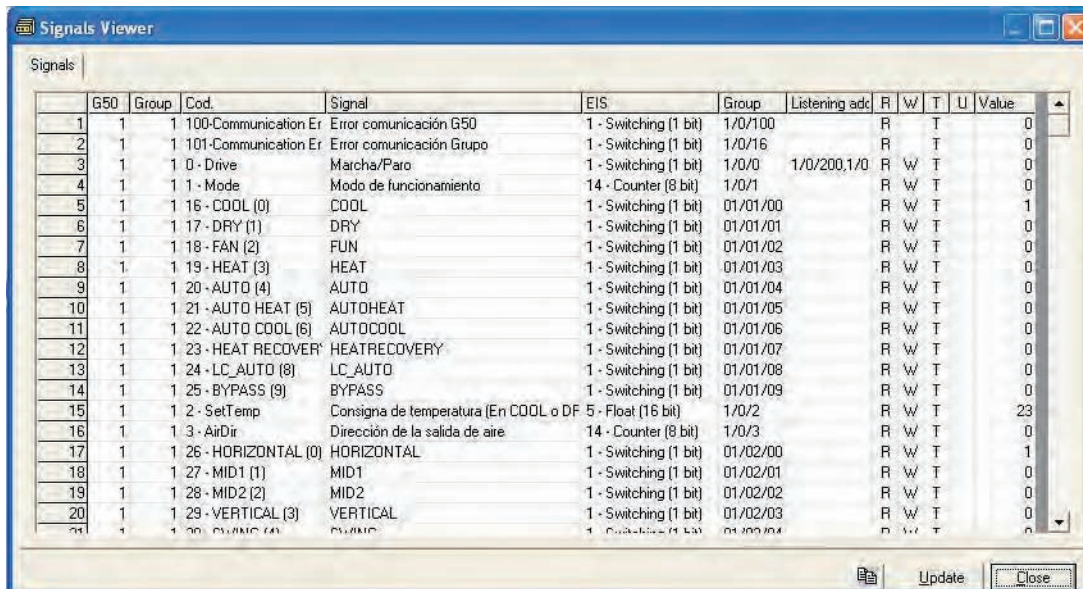 Signals Viewer
Signals
G50 Group Cod. Signal EIS Group Listening adc R W T U Value
1 1 1 100-Communication Er Error comunicación G50 1 - Switching (1 bit) 1/0/100 R T 0
2 1 1 101-Communication Er Error comunicación Grupo 1 - Switching (1 bit) 1/0/16 R T 0
3 1 1 0 - Drive Marcha/Paro 1 - Switching (1 bit) 1/0/0 1/0/200,1/0 R W T 0
4 1 1 1 - Mode Modo de funcionamiento 14 - Counter (8 bit) 1/0/1 R W T 0
5 1 1 16 - COOL (0) COOL 1 - Switching (1 bit) 01/01/00 R W T 1
6 1 1 17 - DRY (1) DRY 1 - Switching (1 bit) 01/01/01 R W T 0
7 1 1 18 - FAN (2) FUN 1 - Switching (1 bit) 01/01/02 R W T 0
8 1 1 19 - HEAT (3) HEAT 1 - Switching (1 bit) 01/01/03 R W T 0
9 1 1 20 - AUTO (4) AUTO 1 - Switching (1 bit) 01/01/04 R W T 0
10 1 1 21 - AUTO HEAT (5) AUTOHEAT 1 - Switching (1 bit) 01/01/05 R W T 0
11 1 1 22 - AUTO COOL (6) AUTOCOOL 1 - Switching (1 bit) 01/01/06 R W T 0
12 1 1 23 - HEAT RECOVER HEATRECOVERY 1 - Switching (1 bit) 01/01/07 R W T 0
13 1 1 24 - LC_AUTO (8) LC_AUTO 1 - Switching (1 bit) 01/01/08 R W T 0
14 1 1 25 - BYPASS (9) BYPASS 1 - Switching (1 bit) 01/01/09 R W T 0
15 1 1 2 - SetTemp Consigna de temperatura (En COOL o DF 5 - Float (16 bit) 1/0/2 R W T 23
16 1 1 3 - AirDir Dirección de la salida de aire 14 - Counter (8 bit) 1/0/3 R W T 0
17 1 1 26 - HORIZONTAL (0) HORIZONTAL 1 - Switching (1 bit) 01/02/00 R W T 1
18 1 1 27 - MID1 (1) MID1 1 - Switching (1 bit) 01/02/01 R W T 0
19 1 1 28 - MID2 (2) MID2 1 - Switching (1 bit) 01/02/02 R W T 0
20 1 1 29 - VERTICAL (3) VERTICAL 1 - Switching (1 bit) 01/02/03 R W T 0
Update Close